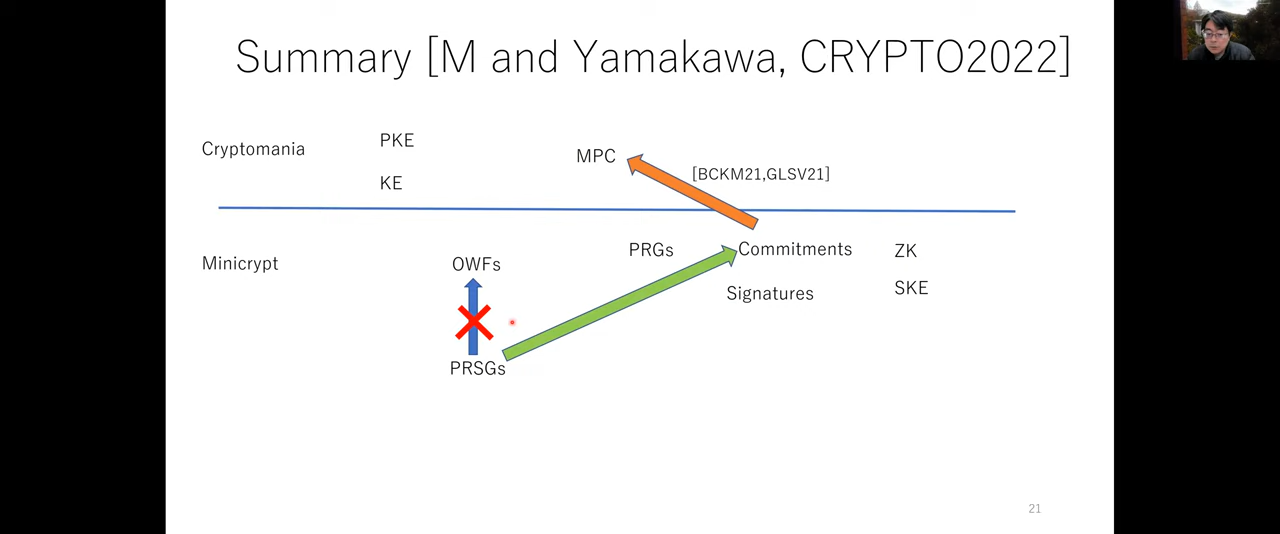 Summary [M and Yamakawa, CRYPTO2022]
Cryptomania
PKE
KE
MPC
[BCKM21,GLSV21]
Minicrypt
OWFs
PRGs
Commitments
ZK
Signatures
SKE
PRSGs
21